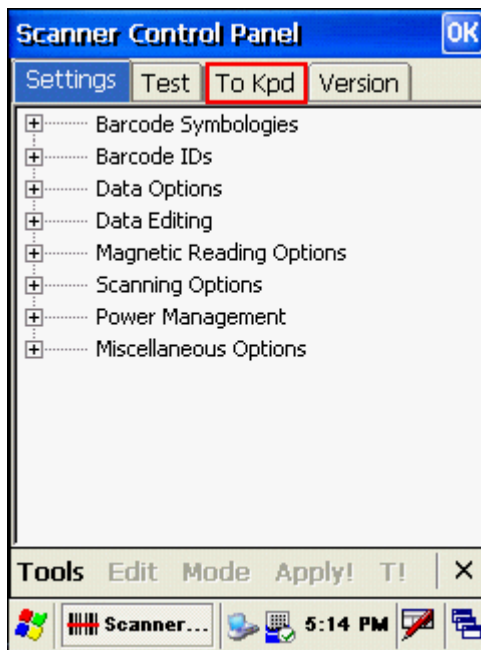 Scanner Control Panel OK
Settings Test To Kpd Version
Barcode Symbologies
Barcode IDs
Data Options
Data Editing
Magnetic Reading Options
Scanning Options
Power Management
Miscellaneous Options
Tools Edit Mode Apply! T! ×
Scanner... 5:14 PM